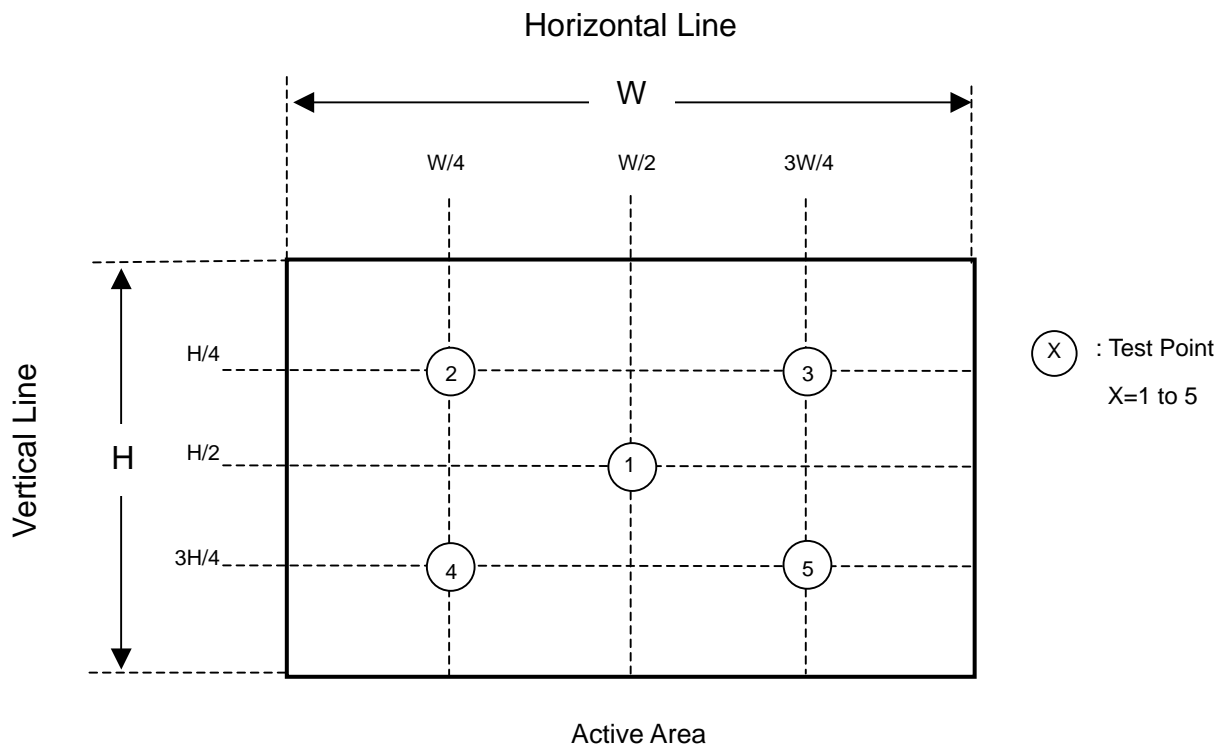 Horizontal Line
W
W/4 W/2 3W/4
H/4
2 3
X : Test Point
X=1 to 5
Vertical Line
H
H/2
1
3H/4
4 5
Active Area